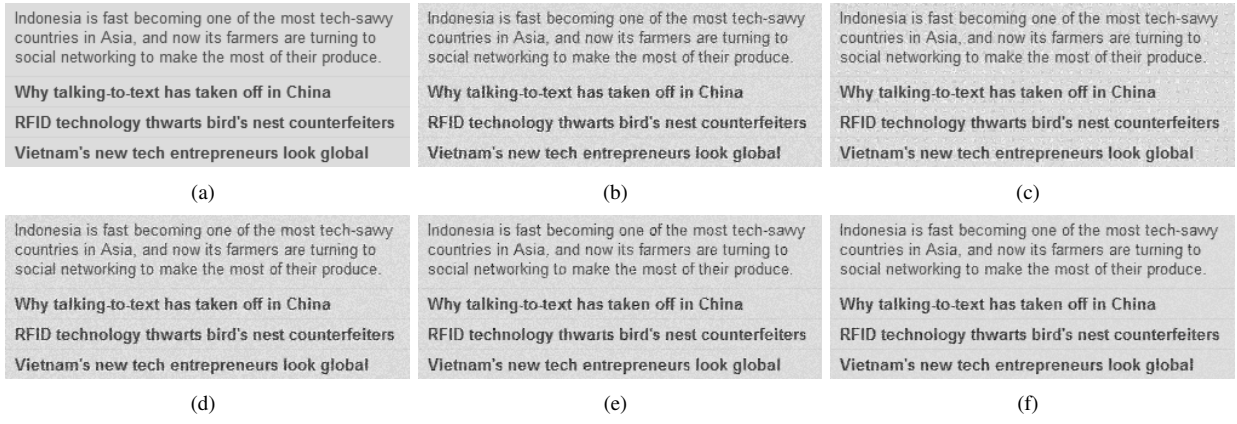 Indonesia is fast becoming one of the most tech-savvy
countries in Asia, and now its farmers are turning to
social networking to make the most of their produce.
Why talking-to-text has taken off in China
RFID technology thwarts bird's nest counterfeiters
Vietnam's new tech entrepreneurs look global
(a)
Indonesia is fast becoming one of the most tech-savvy
countries in Asia, and now its farmers are turning to
social networking to make the most of their produce.
Why talking-to-text has taken off in China
RFID technology thwarts bird's nest counterfeiters
Vietnam's new tech entrepreneurs look global
(b)
Indonesia is fast becoming one of the most tech-savvy
countries in Asia, and now its farmers are turning to
social networking to make the most of their produce.
Why talking-to-text has taken off in China
RFID technology thwarts bird's nest counterfeiters
Vietnam's new tech entrepreneurs look global
(c)
Indonesia is fast becoming one of the most tech-savvy
countries in Asia, and now its farmers are turning to
social networking to make the most of their produce.
Why talking-to-text has taken off in China
RFID technology thwarts bird's nest counterfeiters
Vietnam's new tech entrepreneurs look global
(d)
Indonesia is fast becoming one of the most tech-savvy
countries in Asia, and now its farmers are turning to
social networking to make the most of their produce.
Why talking-to-text has taken off in China
RFID technology thwarts bird's nest counterfeiters
Vietnam's new tech entrepreneurs look global
(e)
Indonesia is fast becoming one of the most tech-savvy
countries in Asia, and now its farmers are turning to
social networking to make the most of their produce.
Why talking-to-text has taken off in China
RFID technology thwarts bird's nest counterfeiters
Vietnam's new tech entrepreneurs look global
(f)